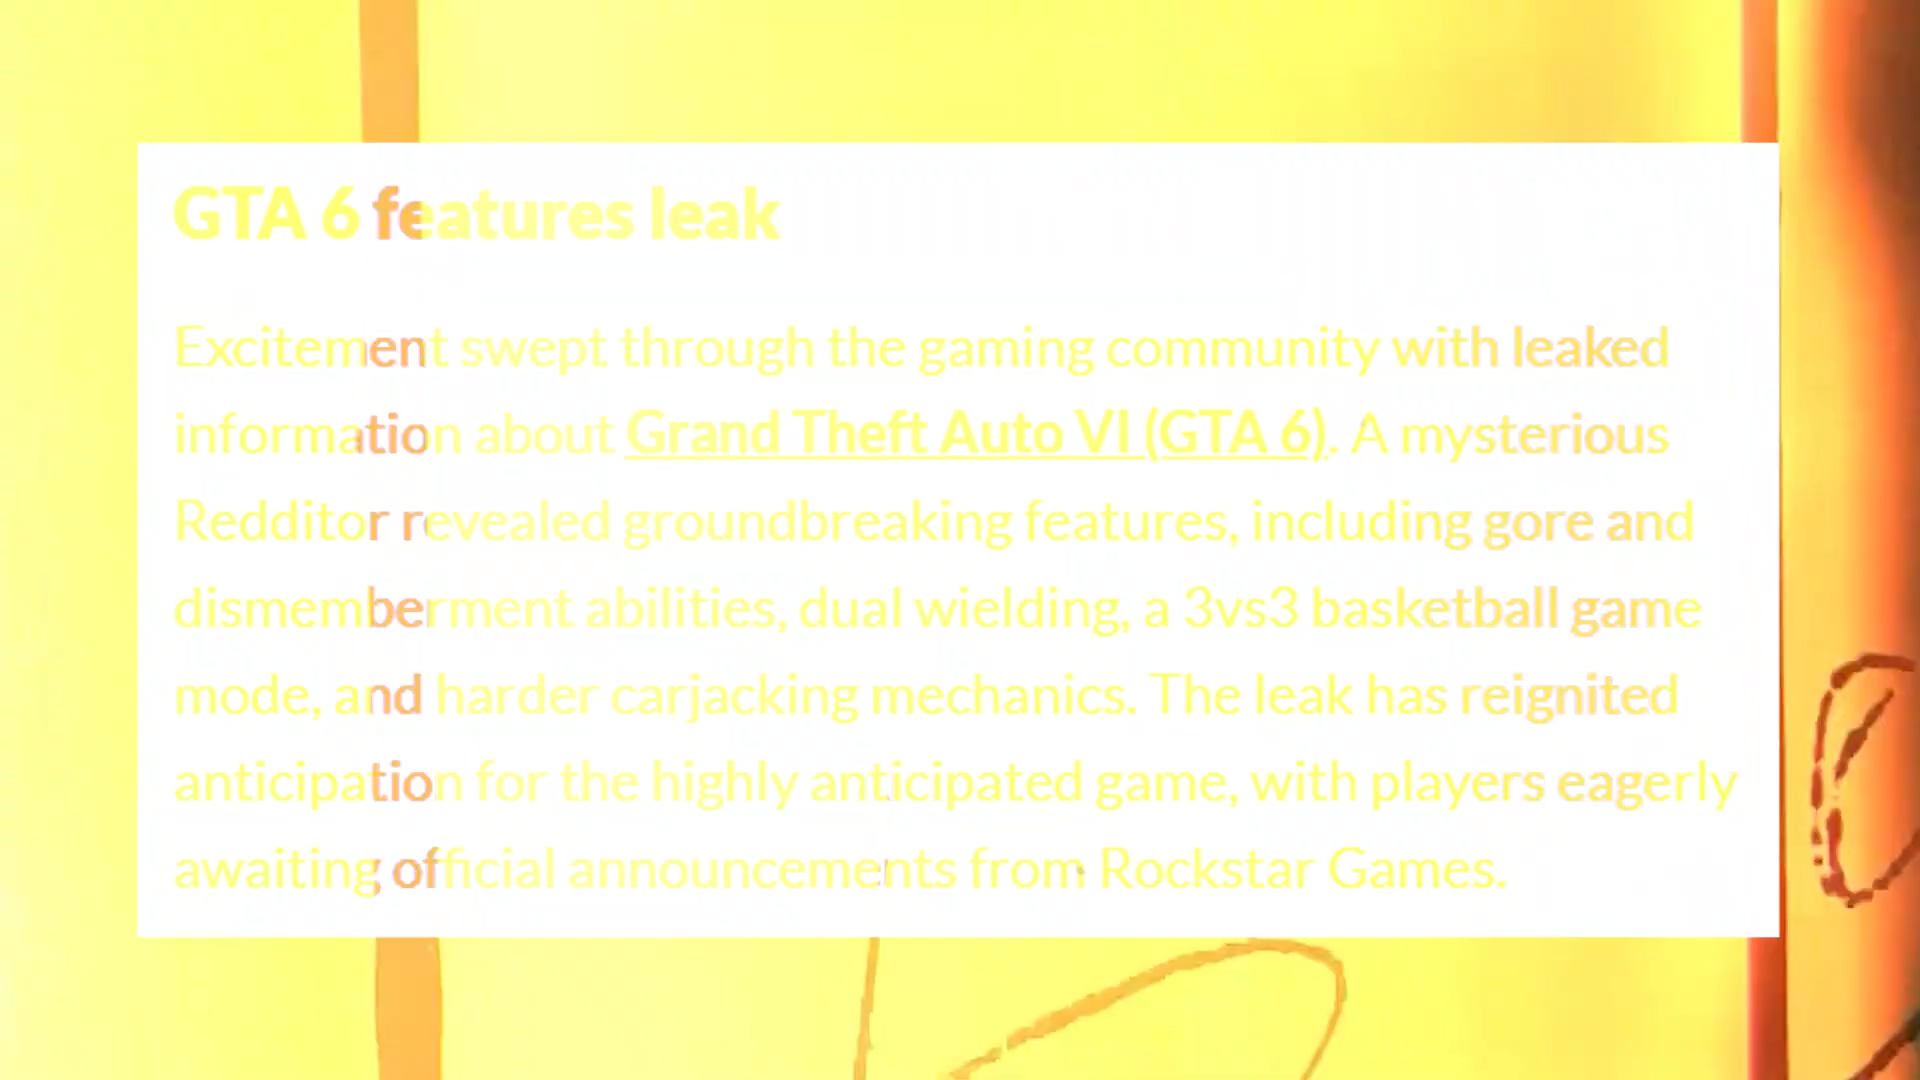 GTA 6 features leak
Excitement swept through the gaming community with leaked
information about Grand Theft Auto VI (GTA 6). A mysterious
Redditor revealed groundbreaking features, including gore and
dismemberment abilities, dual wielding, a 3vs3 basketball game
mode, and harder carjacking mechanics. The leak has reignited
anticipation for the highly anticipated game, with players eagerly
awaiting official announcements from Rockstar Games.